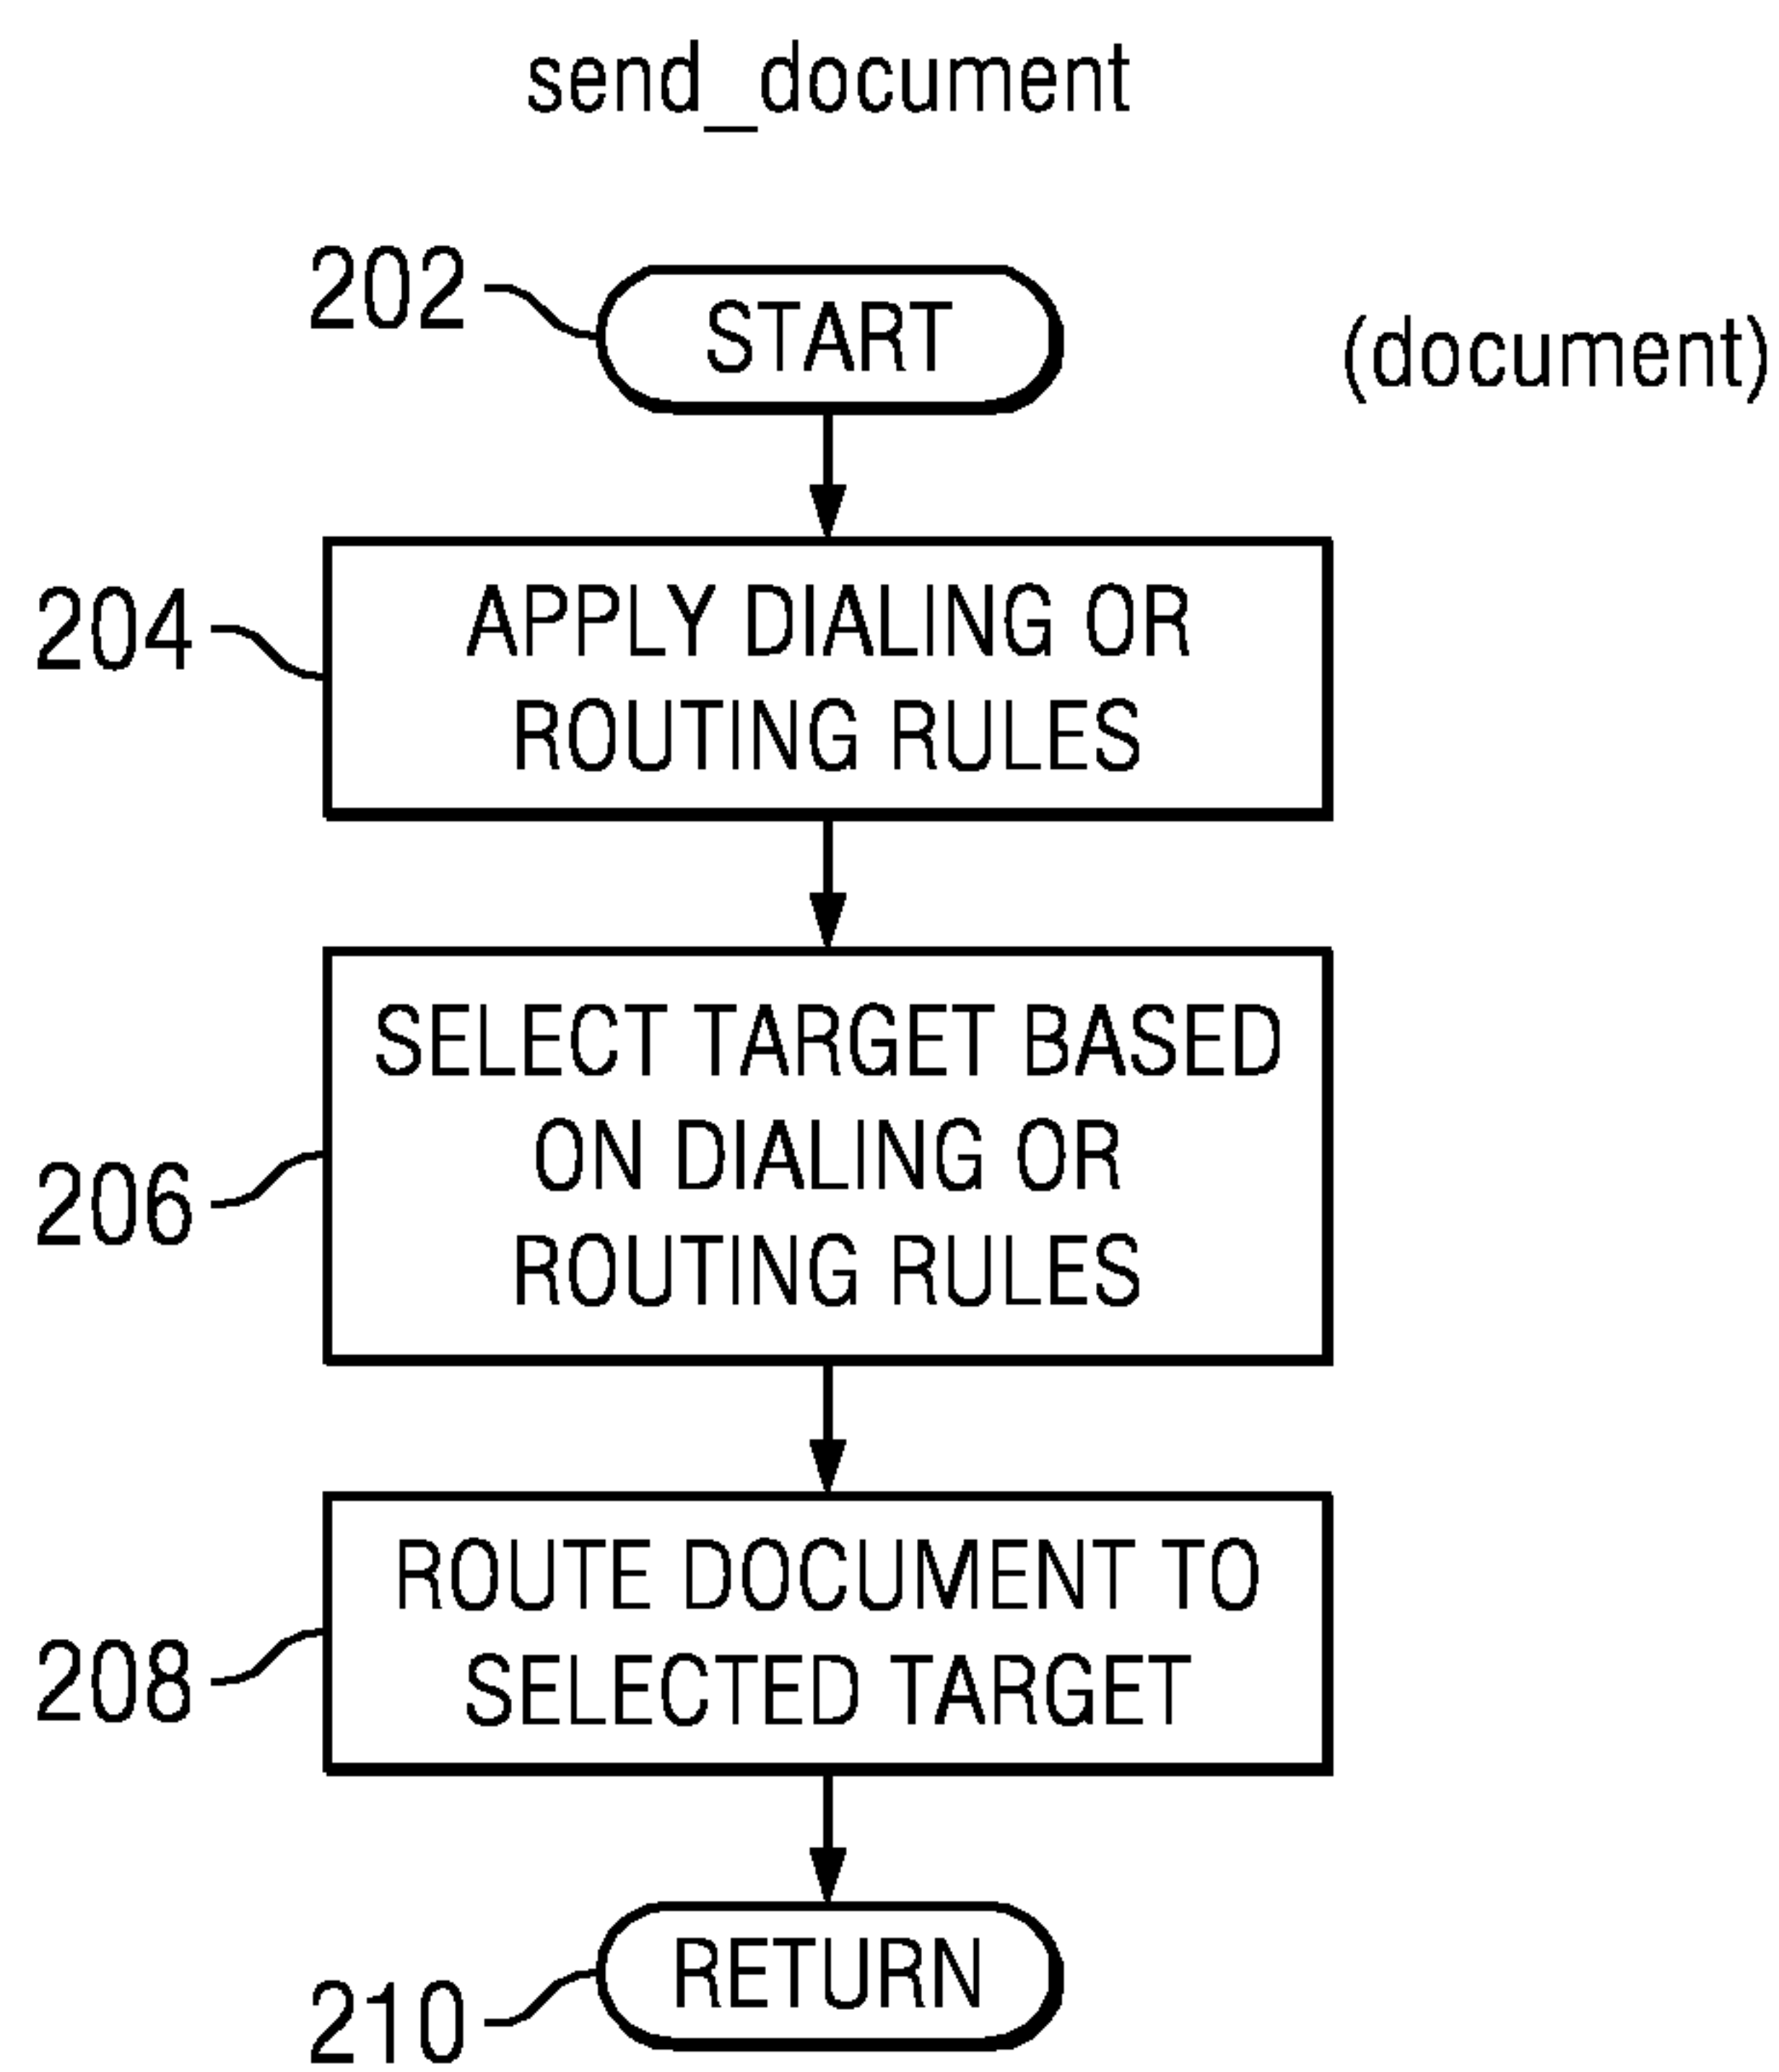 send_document
202
START
(document)
204
APPLY DIALING OR
ROUTING RULES
206
SELECT TARGET BASED
ON DIALING OR
ROUTING RULES
208
ROUTE DOCUMENT TO
SELECTED TARGET
210
RETURN